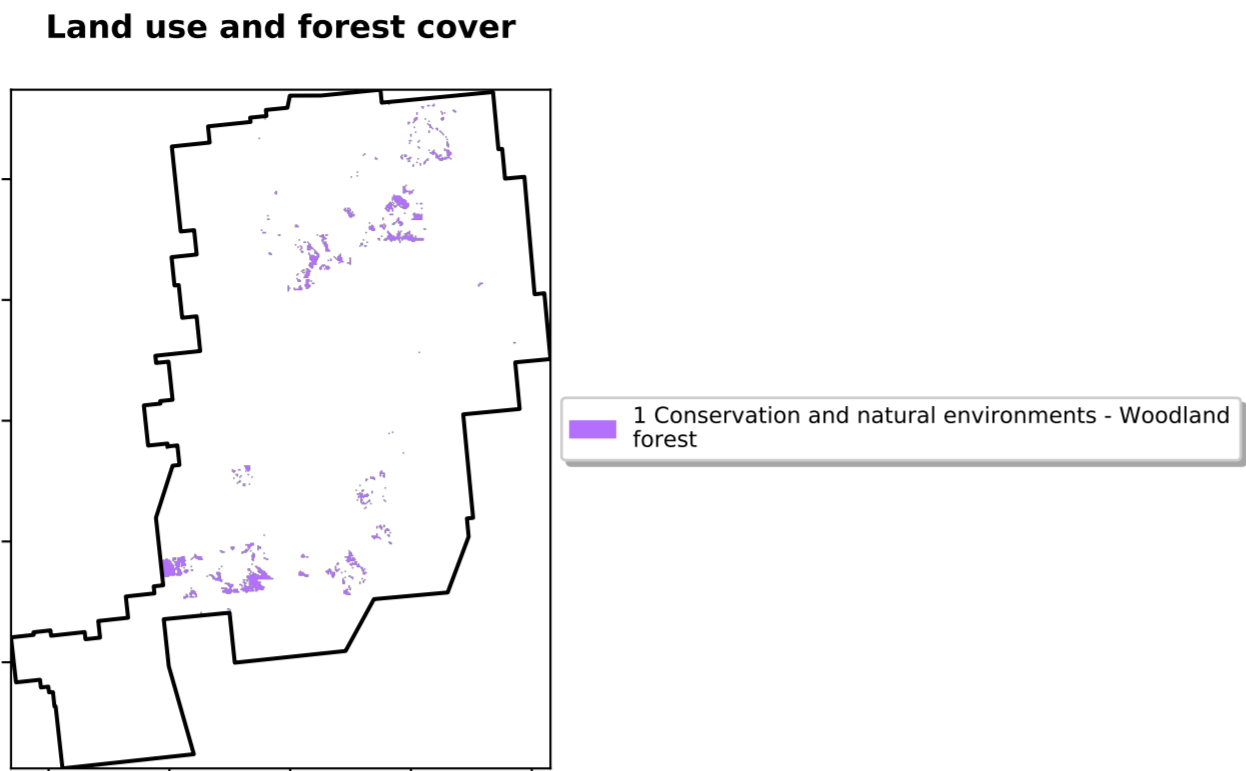 Land use and forest cover
1 Conservation and natural environments - Woodland
forest